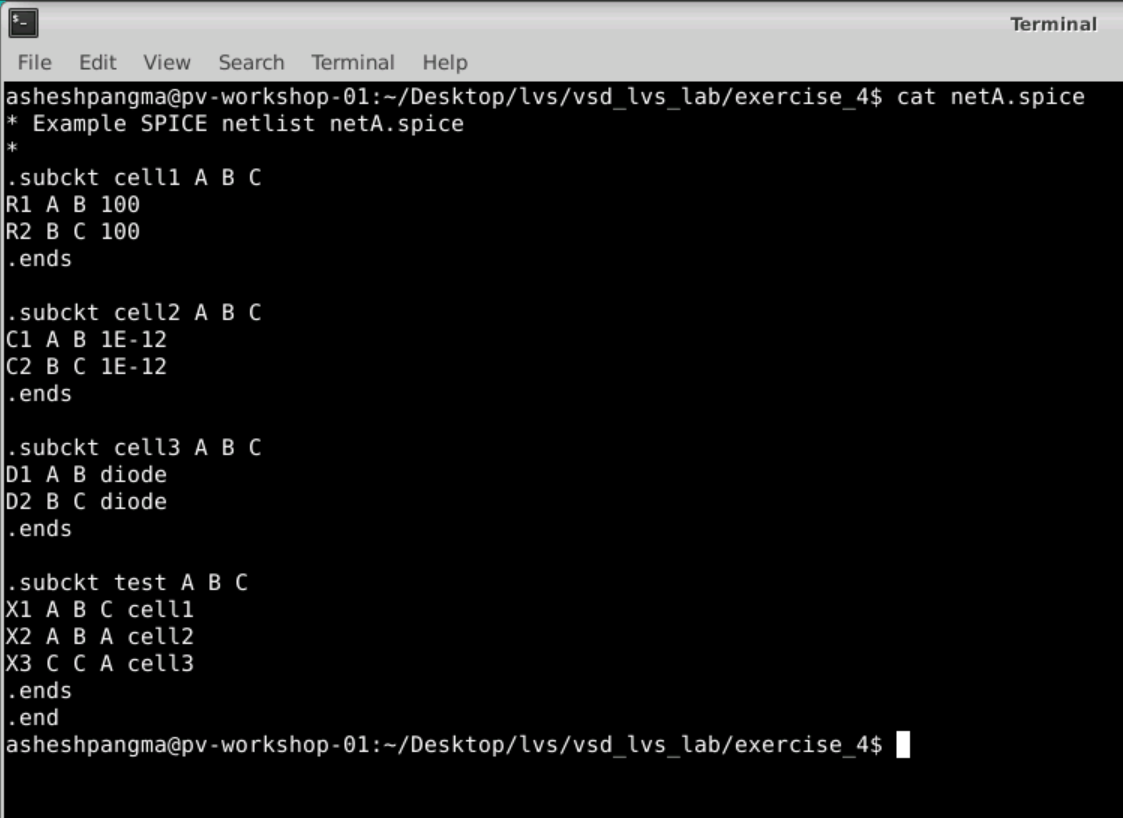 Terminal
File Edit View Search Terminal Help
asheshpangma@pv-workshop-01:~/Desktop/lvs/vsd_lvs_lab/exercise_4$ cat netA.spice
* Example SPICE netlist netA.spice
*
.subckt cell1 A B C
R1 A B 100
R2 B C 100
.ends
.subckt cell2 A B C
C1 A B 1E-12
C2 B C 1E-12
.ends
.subckt cell3 A B C
D1 A B diode
D2 B C diode
.ends
.subckt test A B C
X1 A B C cell1
X2 A B A cell2
X3 C C A cell3
.ends
.end
asheshpangma@pv-workshop-01:~/Desktop/lvs/vsd_lvs_lab/exercise_4$